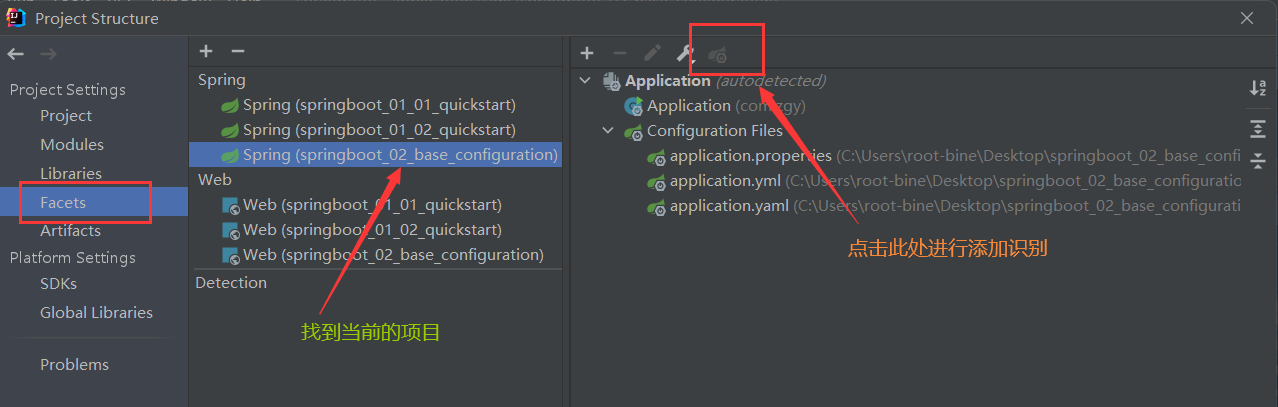 Project Structure
Project Settings
Project
Modules
Libraries
Facets
Artifacts
Platform Settings
SDKs
Global Libraries
Problems
Spring
Spring (springboot_01_01_quickstart)
Spring (springboot_01_02_quickstart)
Spring (springboot_02_base_configuration)
Web
Web (springboot_01_01_quickstart)
Web (springboot_01_02_quickstart)
Web (springboot_02_base_configuration)
Detection
找到当前的项目
Application (autodetected)
Application
Configuration Files
application.properties (C:\Users\root-bine\Desktop\springboot_02_base_confi
application.yml (C:\Users\root-bine\Desktop\springboot_02_base_configuration
application.yaml (C:\Users\root-bine\Desktop\springboot_02_base_configurati
点击此处进行添加识别